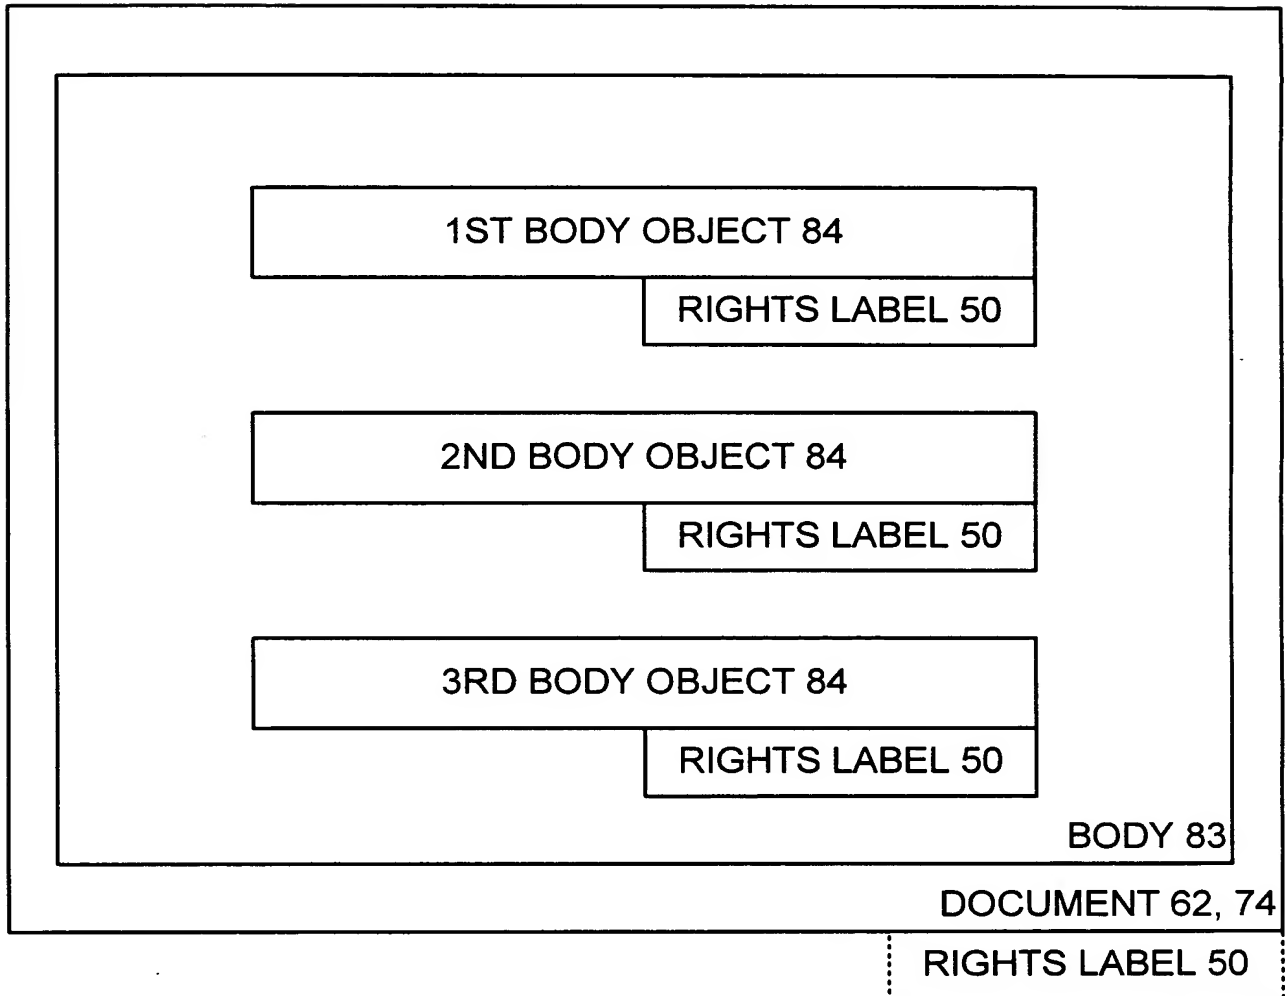 1ST BODY OBJECT 84
RIGHTS LABEL 50
2ND BODY OBJECT 84
RIGHTS LABEL 50
3RD BODY OBJECT 84
RIGHTS LABEL 50
BODY 83
DOCUMENT 62, 74
RIGHTS LABEL 50